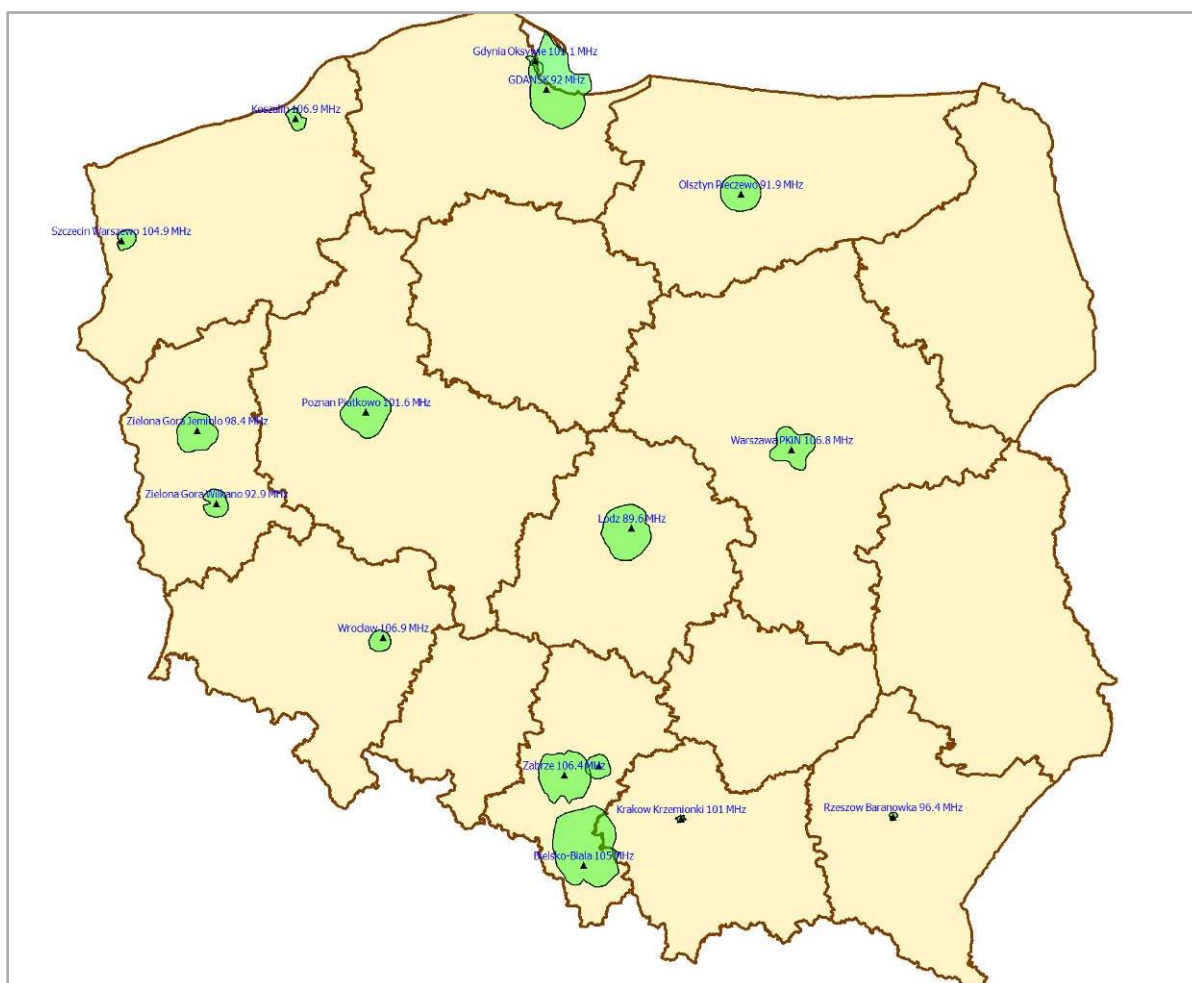 Gdynia Oksywie 101.1 MHz
GDANSK 92 MHz
Koszalin 106.9 MHz
Olsztyn Pieczewo 91.9 MHz
Szczecin Warszewo 104.9 MHz
Poznan Piatkowo 101.6 MHz
Zielona Gora Jemiolo 98.4 MHz
Warszawa PKiN 106.8 MHz
Zielona Gora Wilkano 92.9 MHz
Lodz 89.6 MHz
Wroclaw 106.9 MHz
Zabrze 106.4 MHz
Krakow Krzemionki 101 MHz
Rzeszow Baranowka 96.4 MHz
Bielsko-Biala 105 MHz